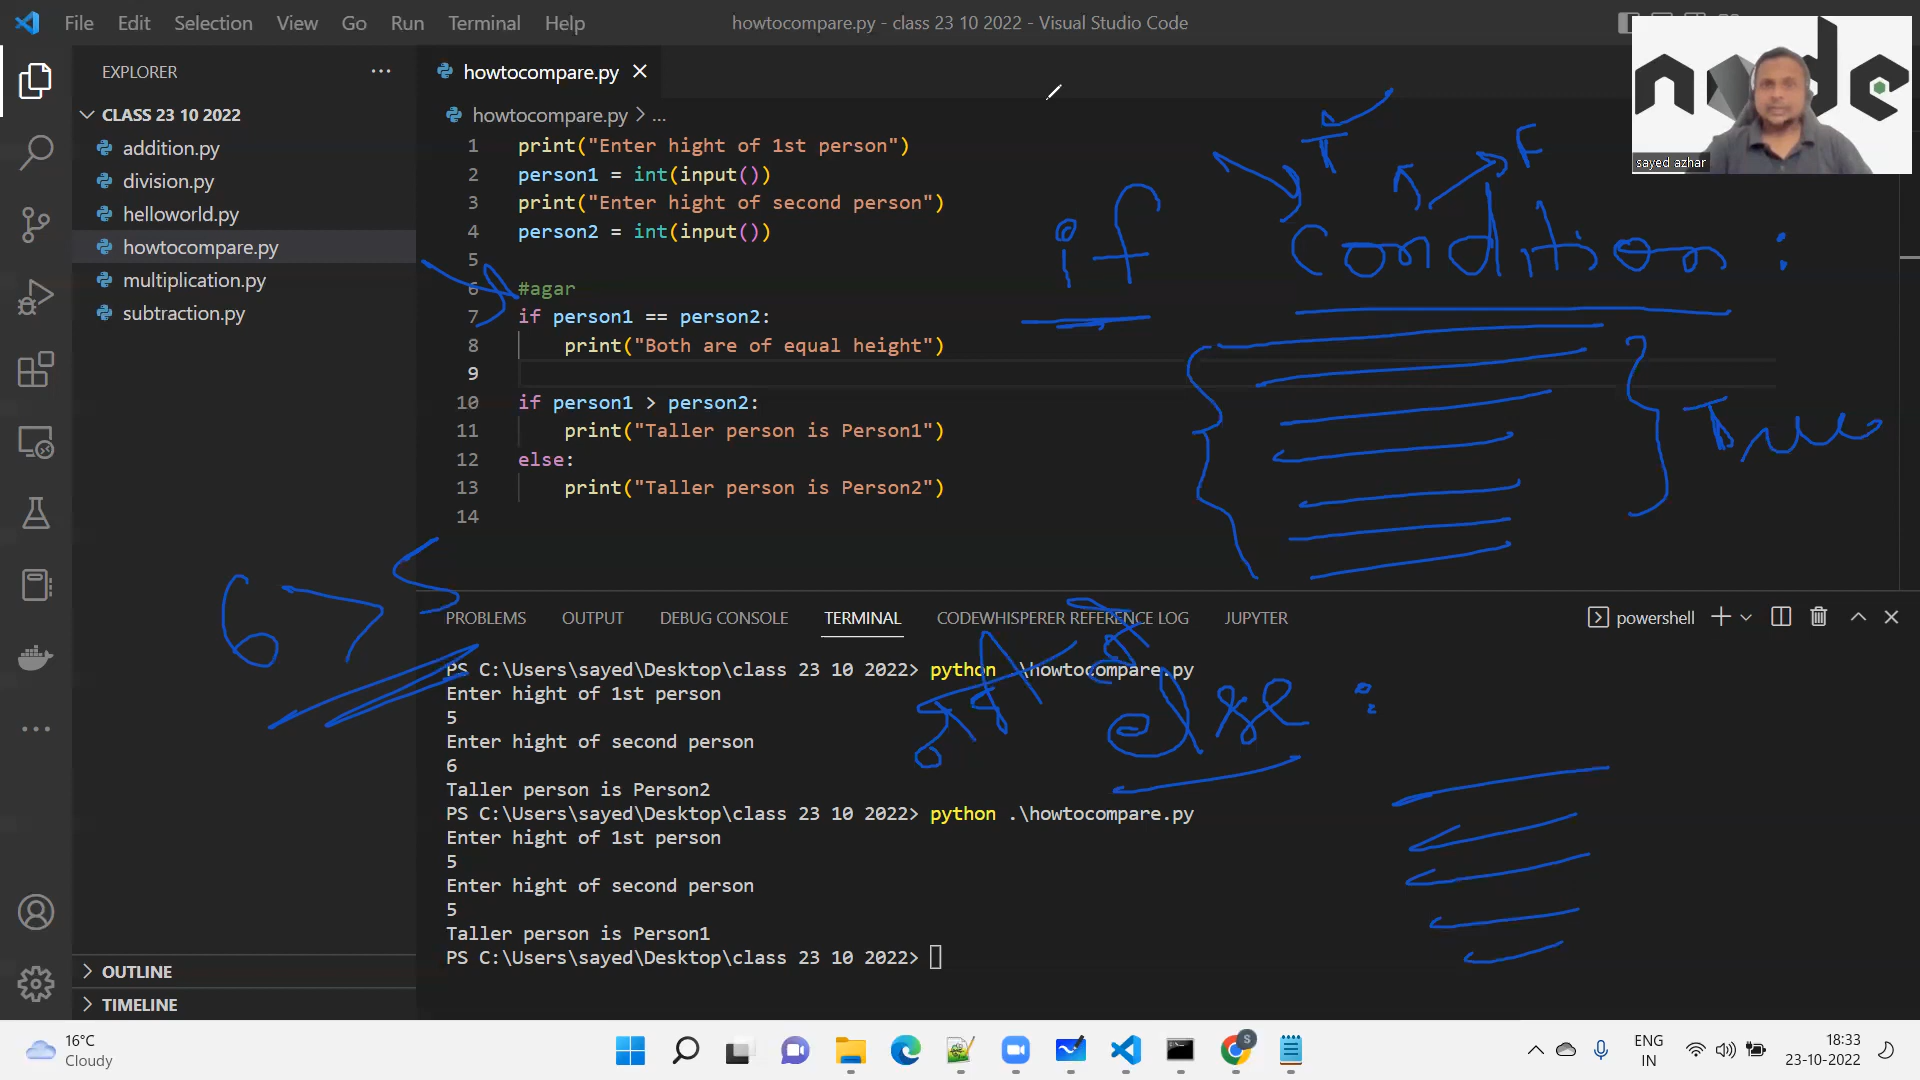 File Edit Selection View Go Run Terminal Help
howtocompare.py - class 23 10 2022 - Visual Studio Code
node
sayed azhar
EXPLORER
CLASS 23 10 2022
addition.py
division.py
helloworld.py
howtocompare.py
multiplication.py
subtraction.py
OUTLINE
TIMELINE
howtocompare.py
howtocompare.py > ...
1 print("Enter hight of 1st person")
2 person1 = int(input())
3 print("Enter hight of second person")
4 person2 = int(input())
5
6 #agar
7 if person1 == person2:
8 print("Both are of equal height")
9
10 if person1 > person2:
11 print("Taller person is Person1")
12 else:
13 print("Taller person is Person2")
14
T F
if condition :
True
6 > 5
else :
PROBLEMS OUTPUT DEBUG CONSOLE TERMINAL CODEWHISPERER REFERENCE LOG JUPYTER
powershell
PS C:\Users\sayed\Desktop\class 23 10 2022> python .\howtocompare.py
Enter hight of 1st person
5
Enter hight of second person
6
Taller person is Person2
PS C:\Users\sayed\Desktop\class 23 10 2022> python .\howtocompare.py
Enter hight of 1st person
5
Enter hight of second person
5
Taller person is Person1
PS C:\Users\sayed\Desktop\class 23 10 2022>
16°C
Cloudy
S
ENG
IN
18:33
23-10-2022